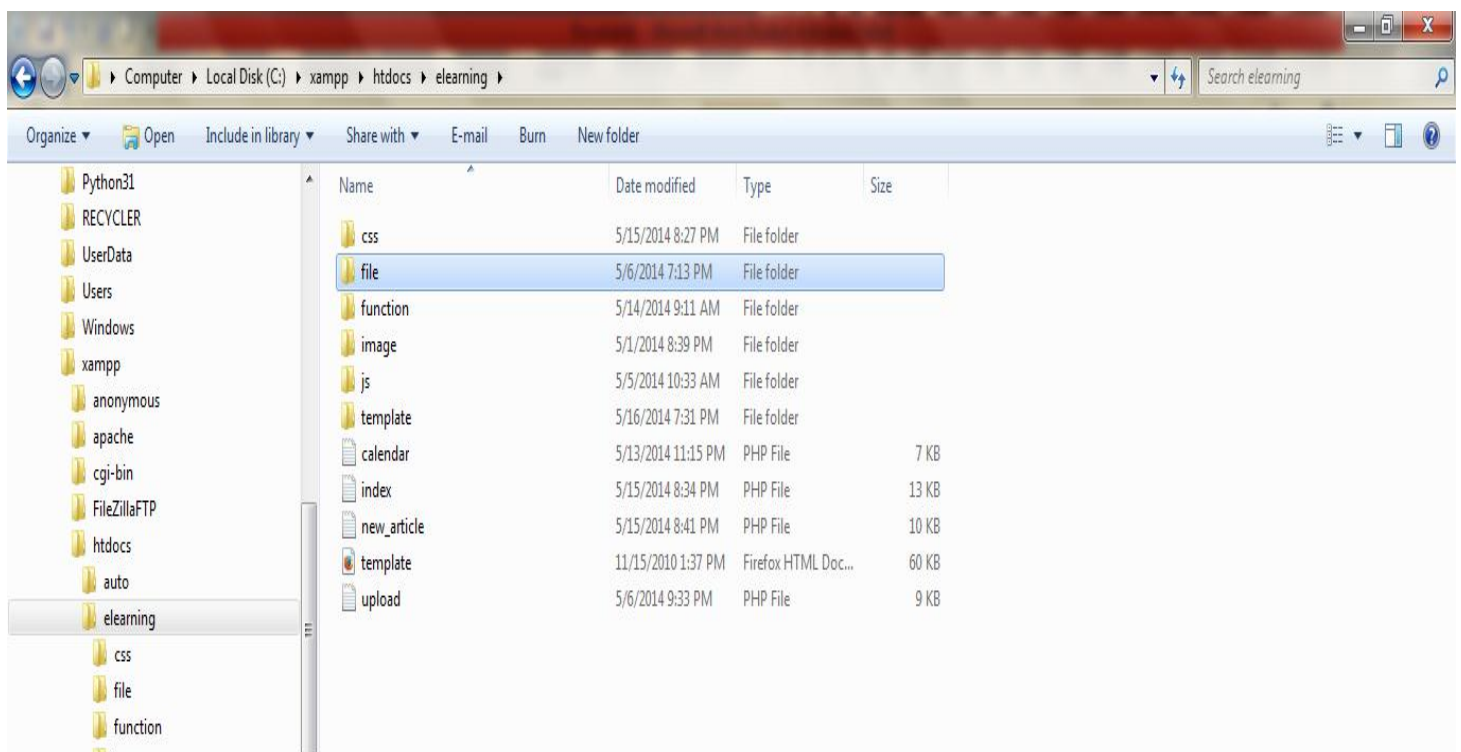 Computer Local Disk (C:) xampp htdocs elearning
Search elearning
Organize Open Include in library Share with E-mail Burn New folder
Python31
RECYCLER
UserData
Users
Windows
xampp
anonymous
apache
cgi-bin
FileZillaFTP
htdocs
auto
elearning
css
file
function
Name Date modified Type Size
css 5/15/2014 8:27 PM File folder
file 5/6/2014 7:13 PM File folder
function 5/14/2014 9:11 AM File folder
image 5/1/2014 8:39 PM File folder
js 5/5/2014 10:33 AM File folder
template 5/16/2014 7:31 PM File folder
calendar 5/13/2014 11:15 PM PHP File 7 KB
index 5/15/2014 8:34 PM PHP File 13 KB
new_article 5/15/2014 8:41 PM PHP File 10 KB
template 11/15/2010 1:37 PM Firefox HTML Doc... 60 KB
upload 5/6/2014 9:33 PM PHP File 9 KB